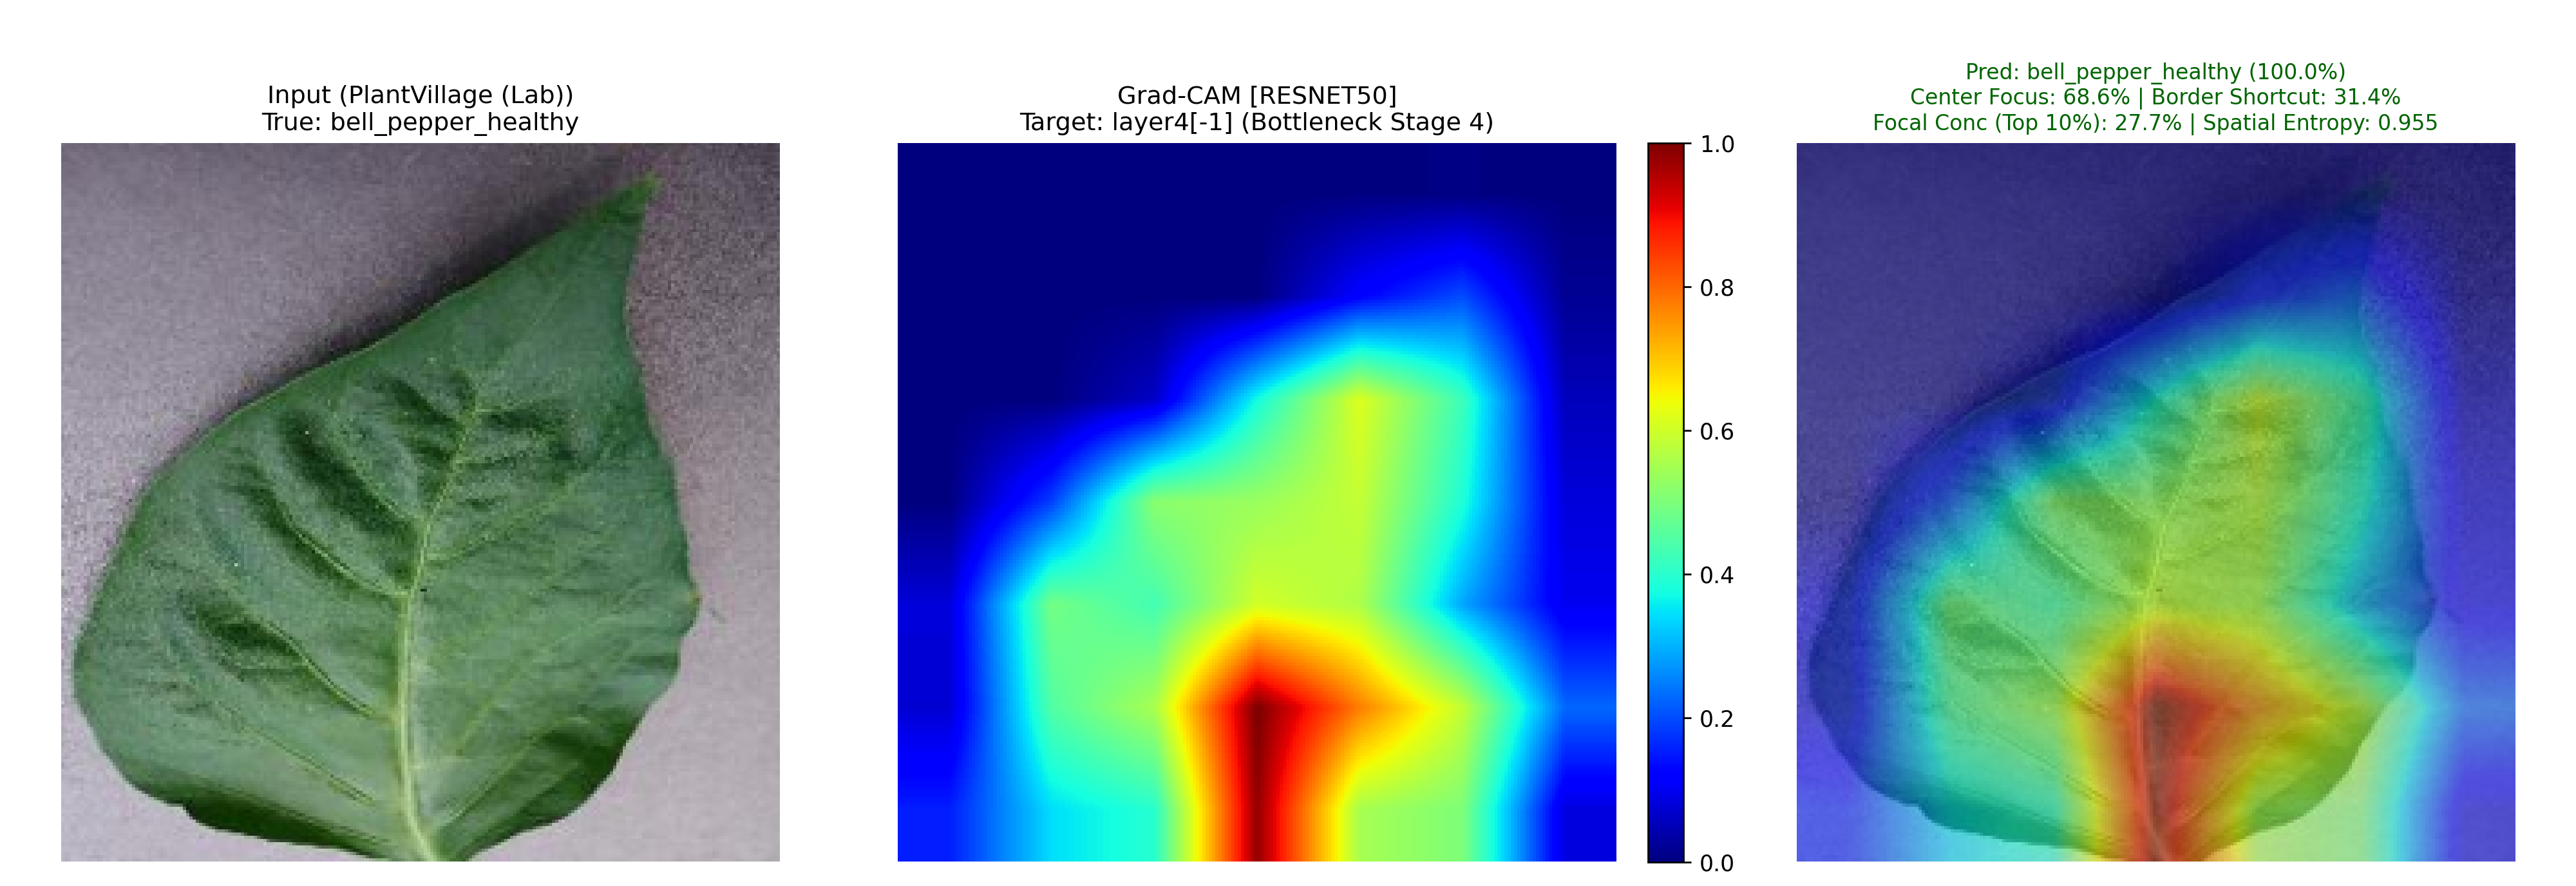 Input (PlantVillage (Lab))
True: bell_pepper_healthy
Grad-CAM [RESNET50]
Target: layer4[-1] (Bottleneck Stage 4)
1.0
0.8
0.6
0.4
0.2
0.0
Pred: bell_pepper_healthy (100.0%)
Center Focus: 68.6% | Border Shortcut: 31.4%
Focal Conc (Top 10%): 27.7% | Spatial Entropy: 0.955